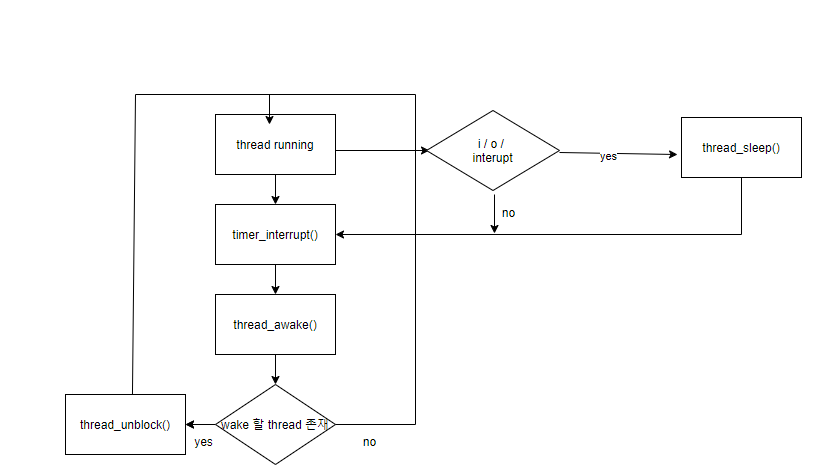 thread running
i / o /
interupt
yes
thread_sleep()
no
timer_interrupt()
thread_awake()
wake 할 thread 존재
thread_unblock()
yes
no